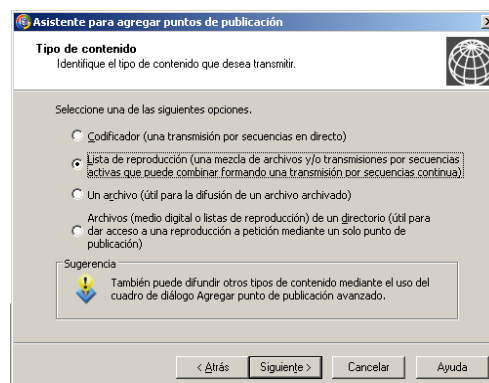 Asistente para agregar puntos de publicación
Tipo de contenido
Identifique el tipo de contenido que desea transmitir.
Seleccione una de las siguientes opciones.
Codificador (una transmisión por secuencias en directo)
Lista de reproducción (una mezcla de archivos y/o transmisiones por secuencias
activas que puede combinar formando una transmisión por secuencias continua)
Un archivo (útil para la difusión de un archivo archivado)
Archivos (medio digital o listas de reproducción) de un directorio (útil para
dar acceso a una reproducción a petición mediante un solo punto de
publicación)
Sugerencia
También puede difundir otros tipos de contenido mediante el uso del
cuadro de diálogo Agregar punto de publicación avanzado.
< Atrás Siguiente > Cancelar Ayuda